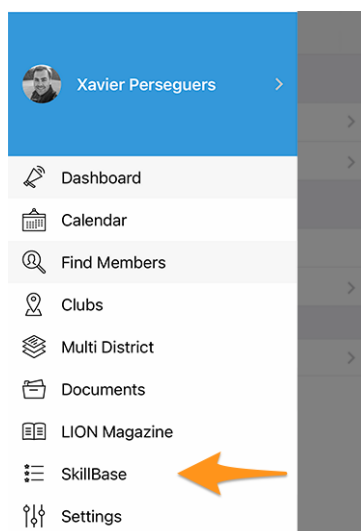 Xavier Perseguers
Dashboard
Calendar
Find Members
Clubs
Multi District
Documents
LION Magazine
SkillBase
Settings